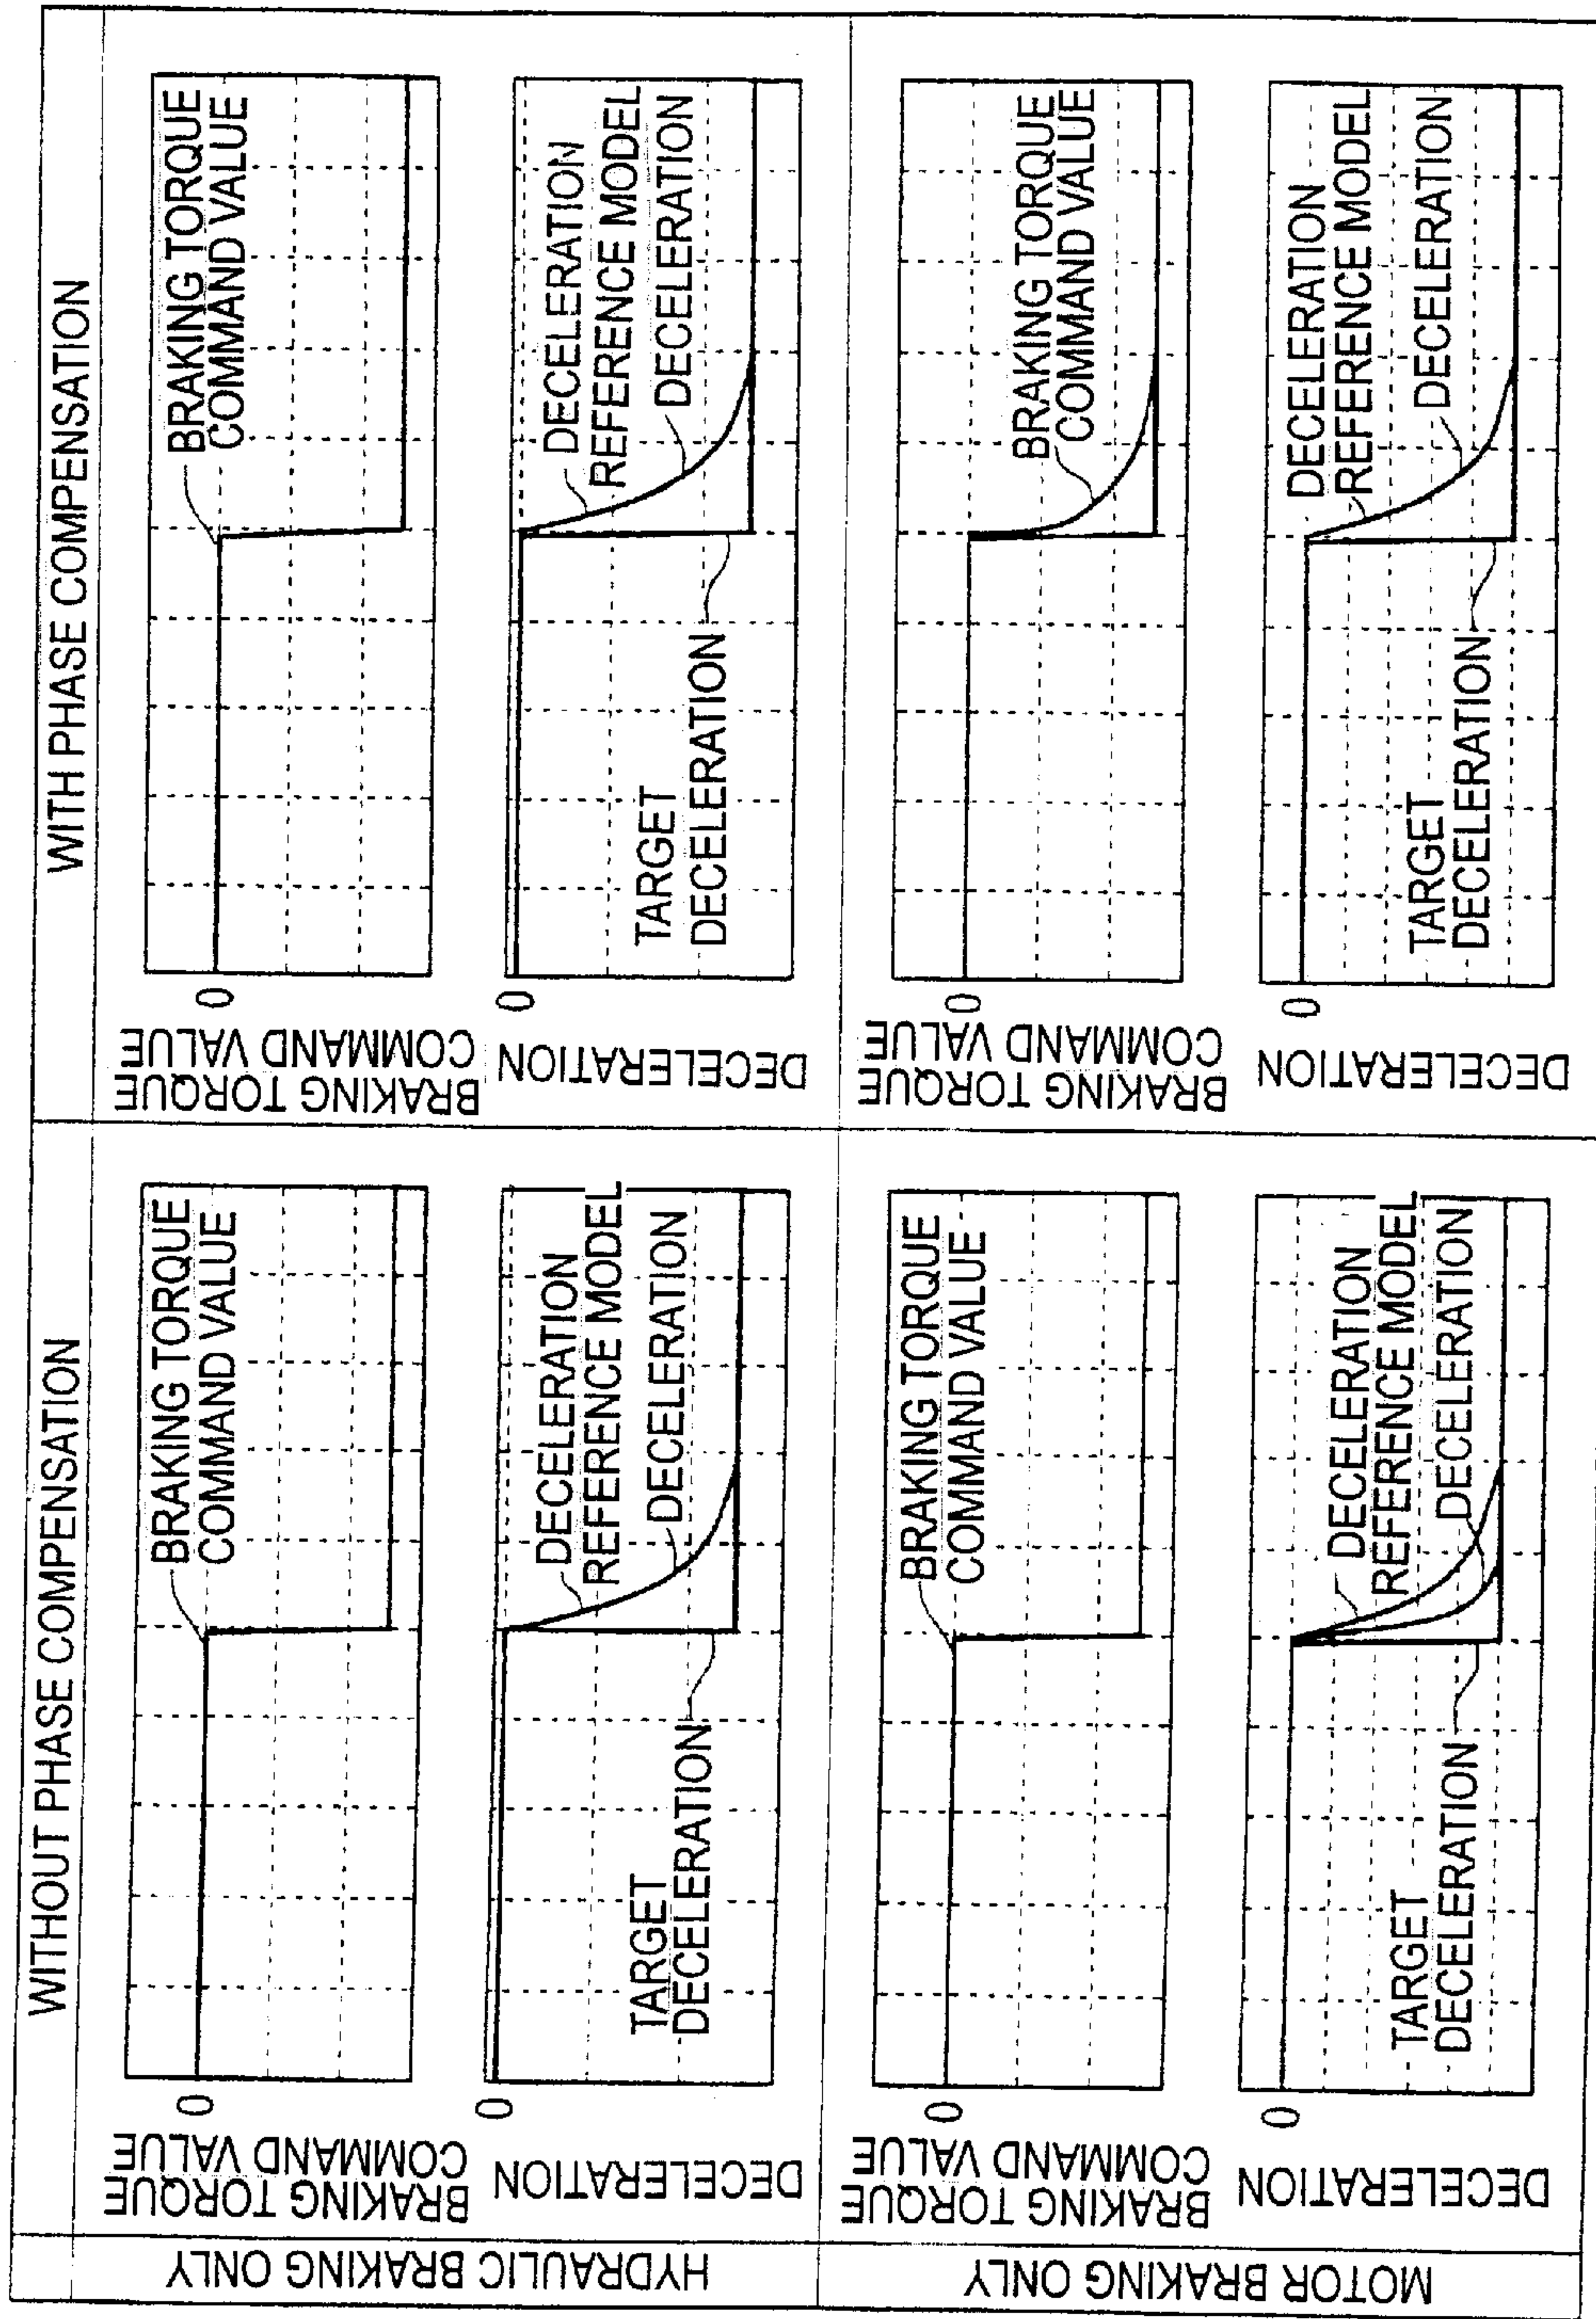 WITHOUT PHASE COMPENSATION
WITH PHASE COMPENSATION
HYDRAULIC BRAKING ONLY
BRAKING TORQUE
COMMAND VALUE
0
BRAKING TORQUE
COMMAND VALUE
DECELERATION
0
DECELERATION
REFERENCE MODEL
DECELERATION
TARGET
DECELERATION
BRAKING TORQUE
COMMAND VALUE
0
BRAKING TORQUE
COMMAND VALUE
DECELERATION
0
DECELERATION
REFERENCE MODEL
DECELERATION
TARGET
DECELERATION
MOTOR BRAKING ONLY
BRAKING TORQUE
COMMAND VALUE
0
BRAKING TORQUE
COMMAND VALUE
DECELERATION
0
DECELERATION
REFERENCE MODEL
DECELERATION
TARGET
DECELERATION
BRAKING TORQUE
COMMAND VALUE
0
BRAKING TORQUE
COMMAND VALUE
DECELERATION
0
DECELERATION
REFERENCE MODEL
DECELERATION
TARGET
DECELERATION